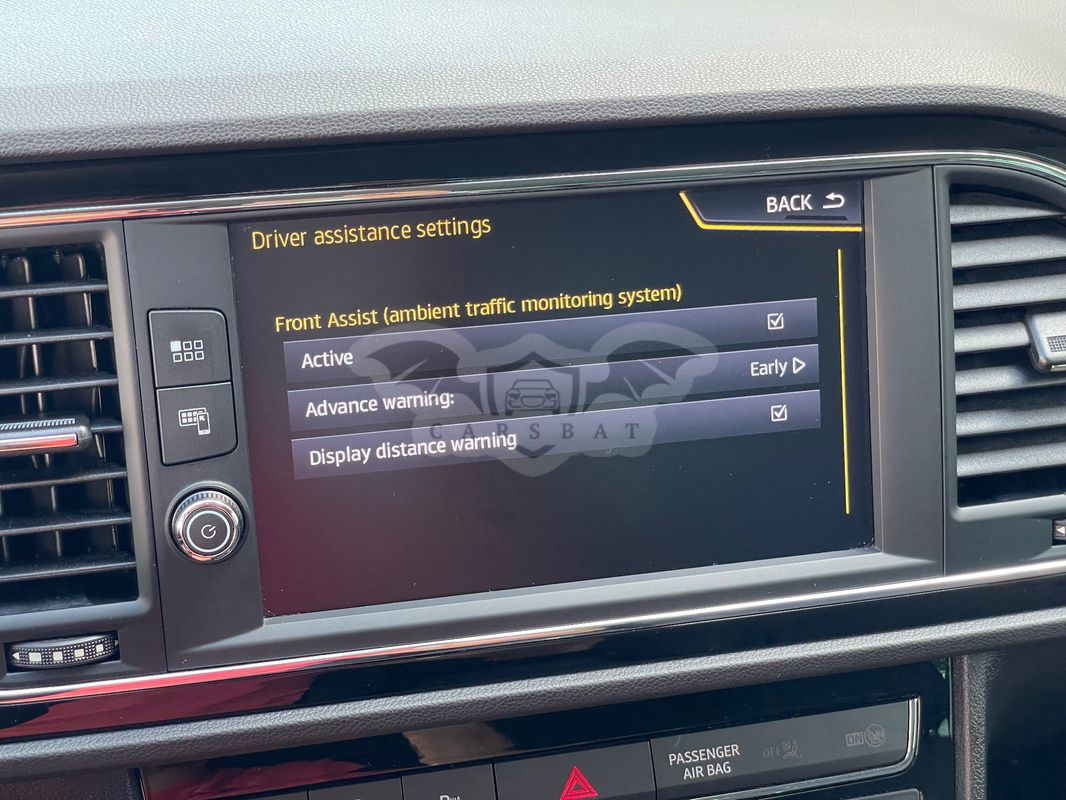 BACK
Driver assistance settings
Front Assist (ambient traffic monitoring system)
Active
Advance warning: Early
Display distance warning
CARSBAT
PASSENGER
AIR BAG
OFF
ON